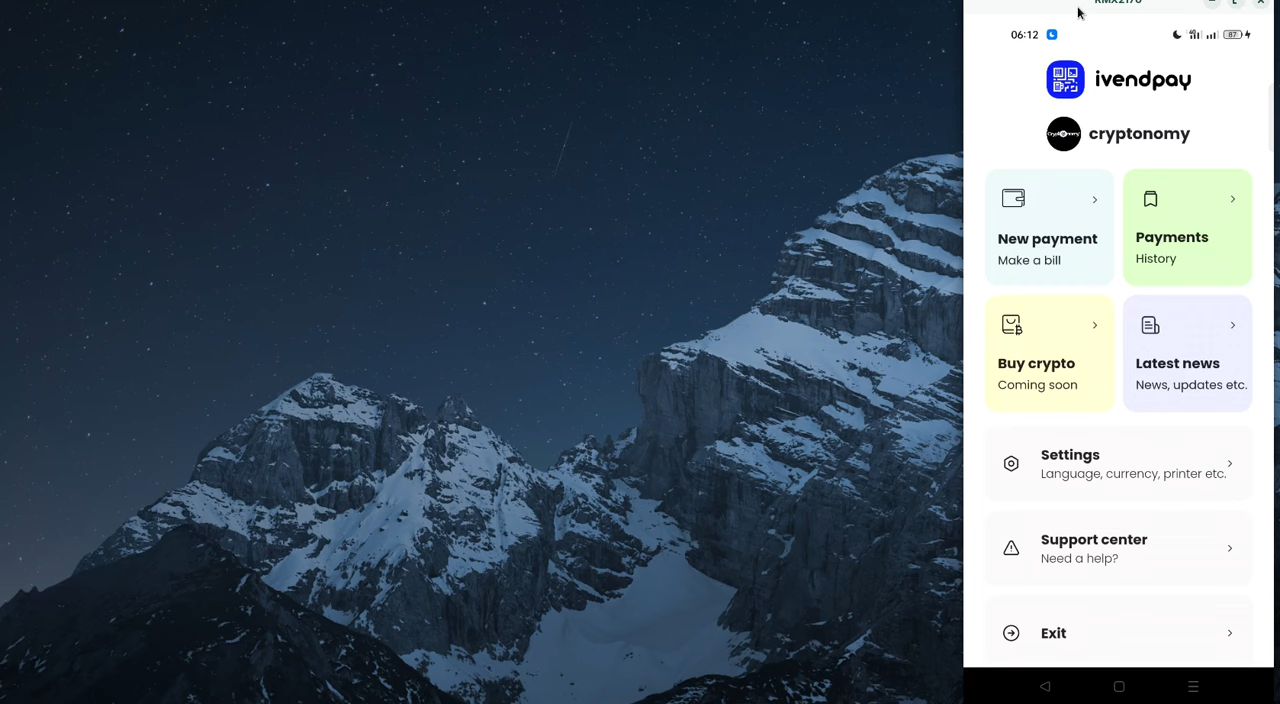 06:12
87
ivendpay
cryptonomy
New payment
Make a bill
Payments
History
Buy crypto
Coming soon
Latest news
News, updates etc.
Settings
Language, currency, printer etc.
Support center
Need a help?
Exit